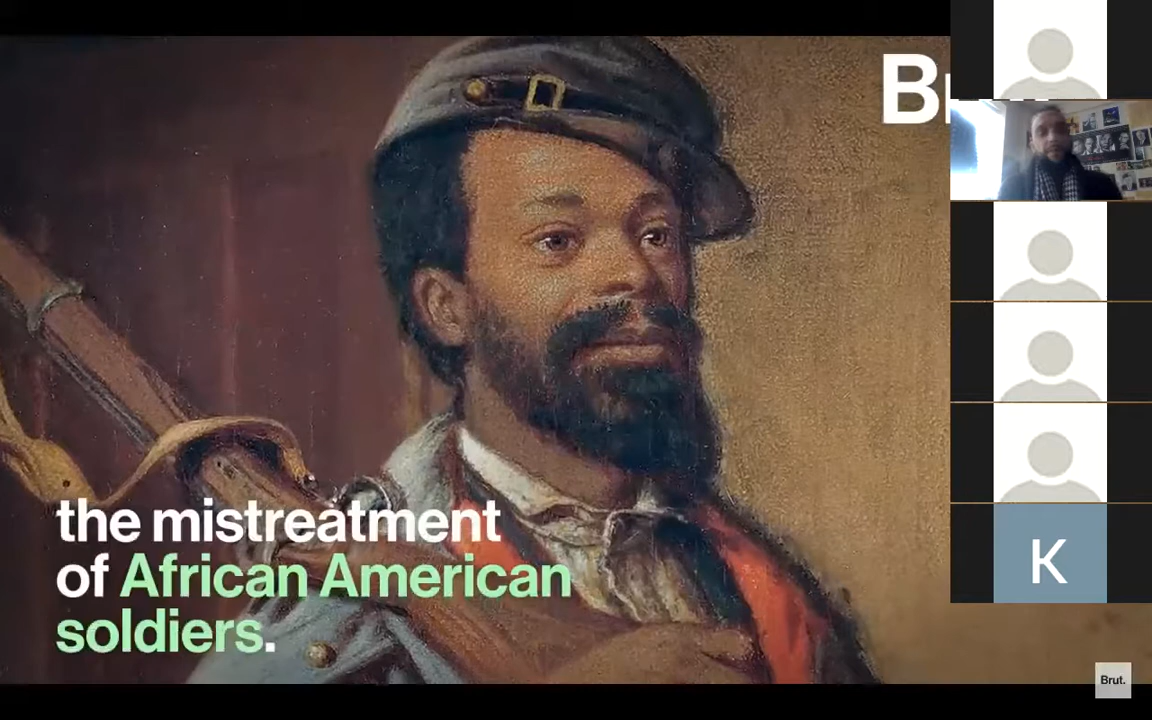 the mistreatment
of African American
soldiers.
K
Brut.